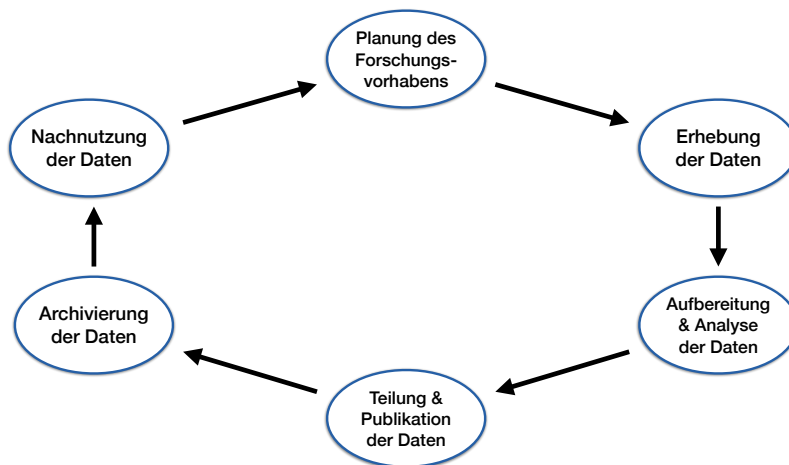 Planung des
Forschungs-
vorhabens
Erhebung
der Daten
Aufbereitung
& Analyse
der Daten
Teilung &
Publikation
der Daten
Archivierung
der Daten
Nachnutzung
der Daten